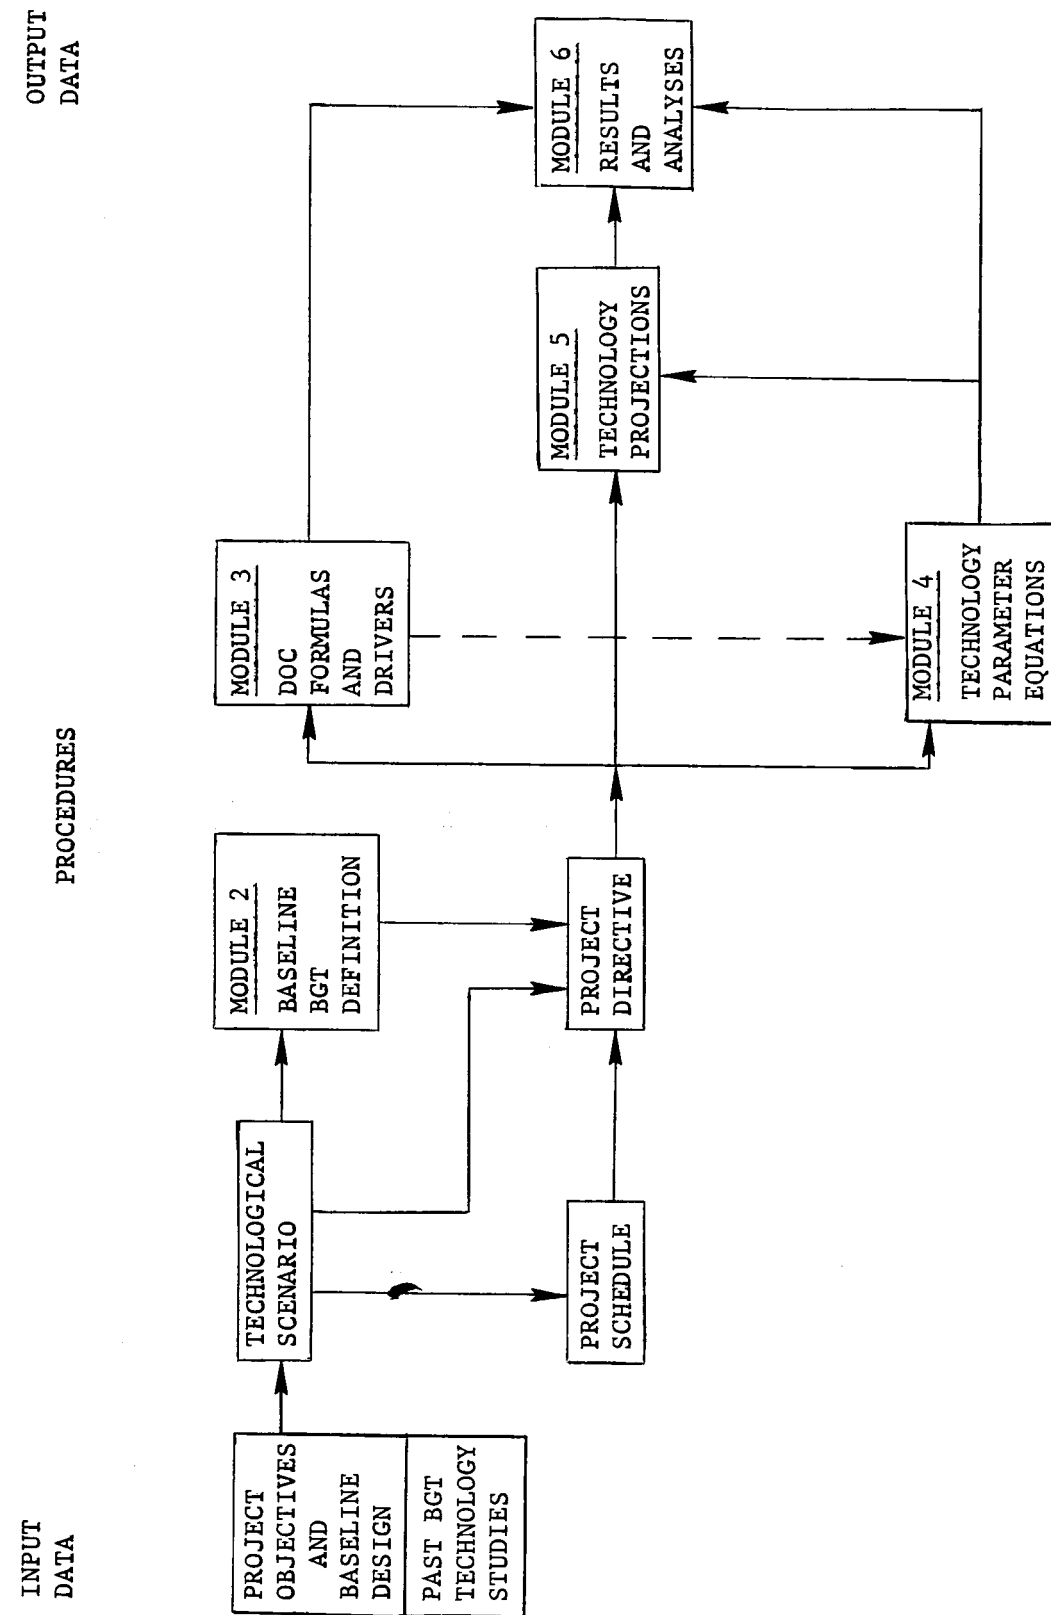 INPUT
DATA
PROCEDURES
OUTPUT
DATA
PROJECT
OBJECTIVES
AND
BASELINE
DESIGN
PAST BGT
TECHNOLOGY
STUDIES
TECHNOLOGICAL
SCENARIO
PROJECT
SCHEDULE
MODULE 2
BASELINE
BGT
DEFINITION
PROJECT
DIRECTIVE
MODULE 3
DOC
FORMULAS
AND
DRIVERS
MODULE 4
TECHNOLOGY
PARAMETER
EQUATIONS
MODULE 5
TECHNOLOGY
PROJECTIONS
MODULE 6
RESULTS
AND
ANALYSES